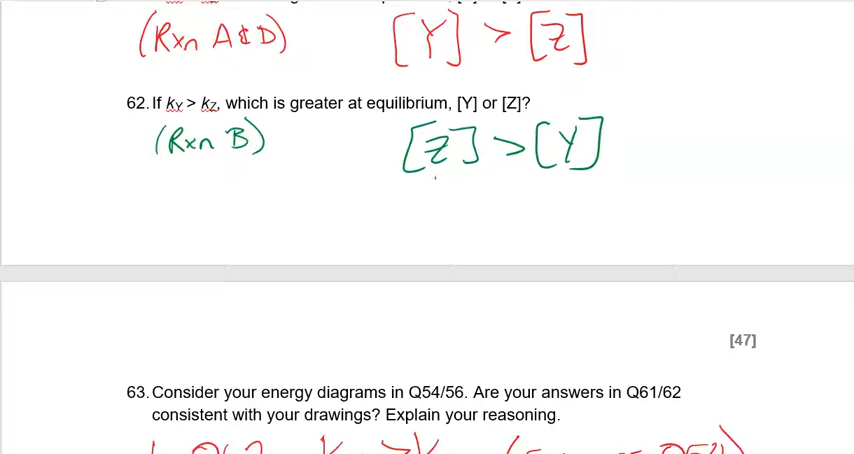 (Rxn A & D) [Y] > [Z]
62. If kY > kZ, which is greater at equilibrium, [Y] or [Z]?
(Rxn B) [Z] > [Y]
[47]
63. Consider your energy diagrams in Q54/56. Are your answers in Q61/62
consistent with your drawings? Explain your reasoning.